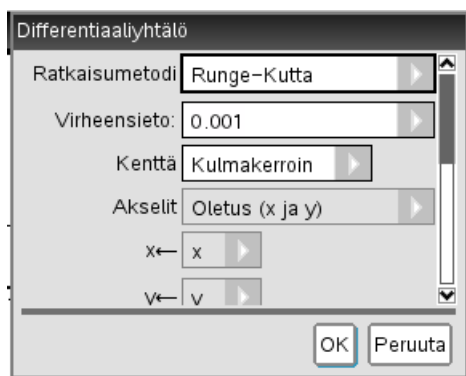 Differentiaaliyhtälö
Ratkaisumetodi Runge-Kutta
Virheensieto: 0.001
Kenttä Kulmakerroin
Akselit Oletus (x ja y)
x← x
y← y
OK Peruuta